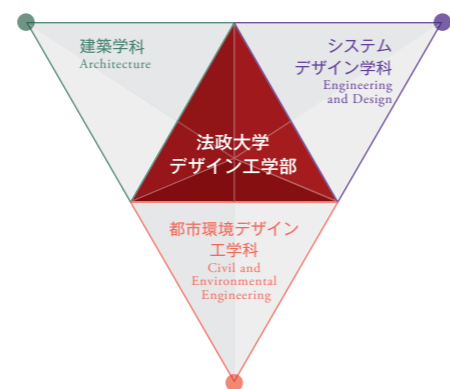 建築学科
Architecture
システム
デザイン学科
Engineering
and Design
法政大学
デザイン工学部
都市環境デザイン
工学科
Civil and
Environmental
Engineering